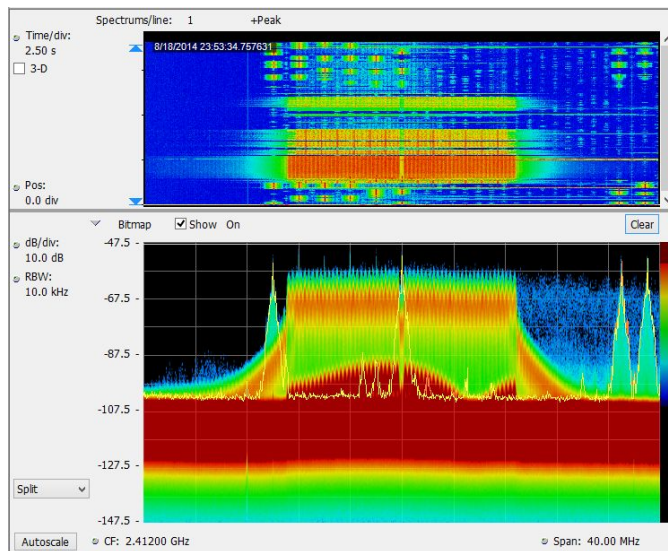 Spectrums/line: 1 +Peak
Time/div:
2.50 s
3-D
8/18/2014 23:53:34.757631
Pos:
0.0 div
Bitmap Show On Clear
dB/div:
10.0 dB
RBW:
10.0 kHz
-47.5
-67.5
-87.5
-107.5
-127.5
-147.5
Split
Autoscale CF: 2.41200 GHz Span: 40.00 MHz